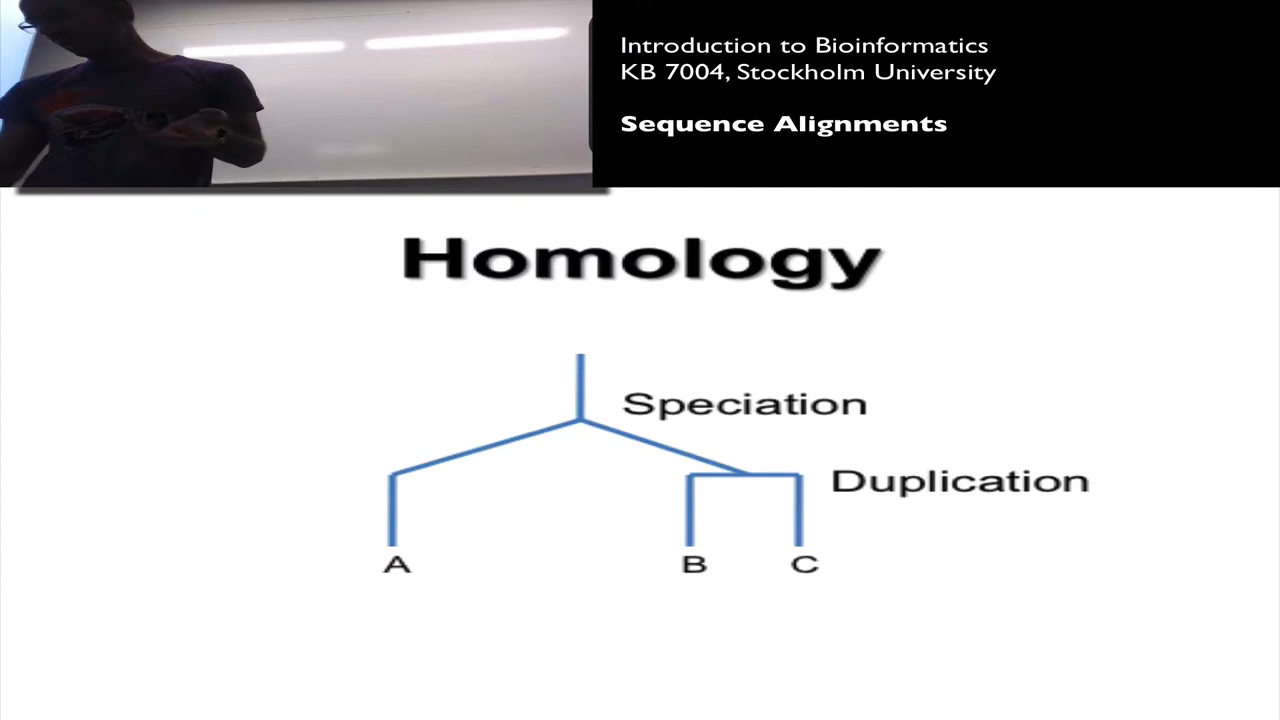 Introduction to Bioinformatics
KB 7004, Stockholm University
Sequence Alignments
Homology
Speciation
Duplication
A B C